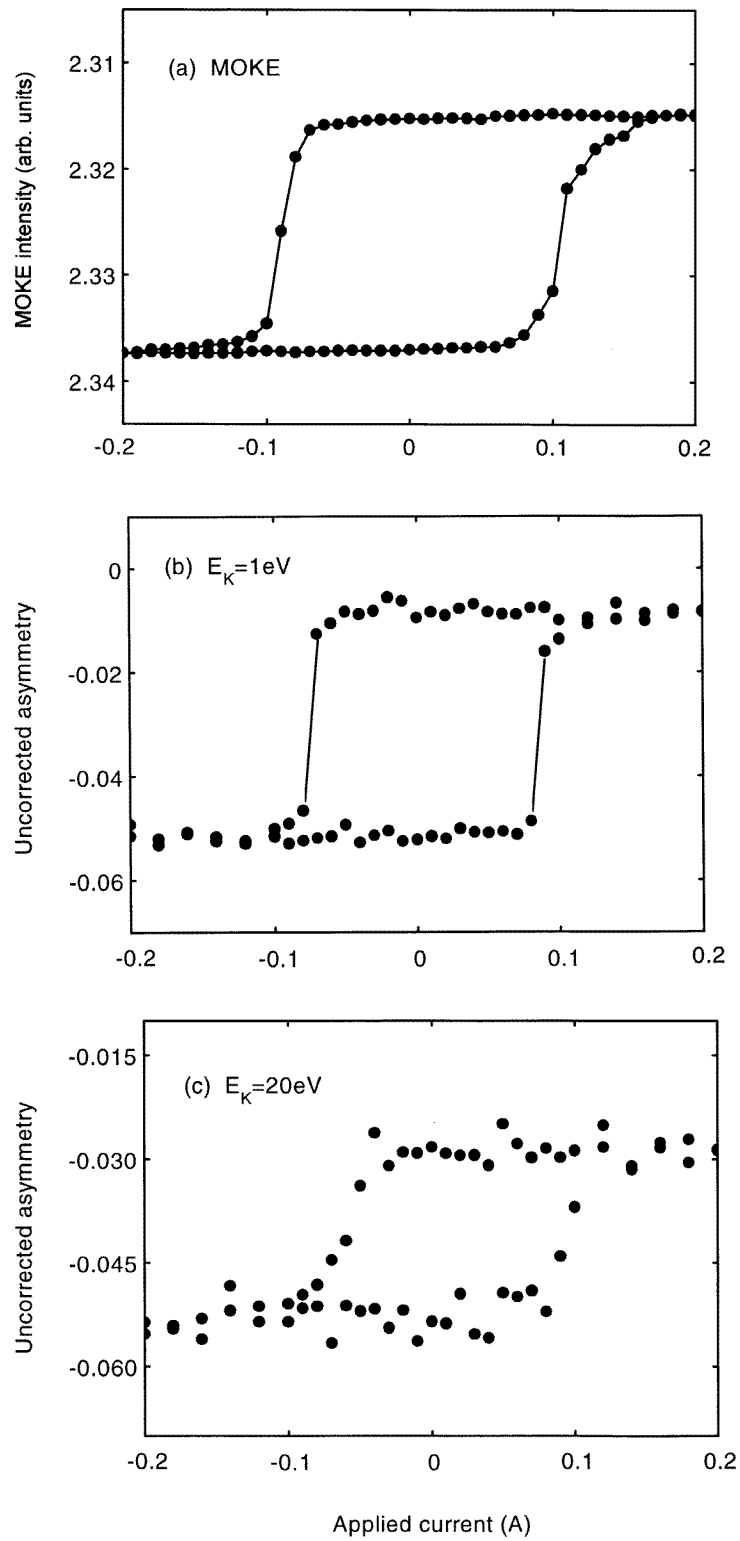 (a) MOKE
MOKE intensity (arb. units)
2.31
2.32
2.33
2.34
-0.2 -0.1 0 0.1 0.2
(b) E_K=1eV
Uncorrected asymmetry
0
-0.02
-0.04
-0.06
-0.2 -0.1 0 0.1 0.2
(c) E_K=20eV
Uncorrected asymmetry
-0.015
-0.030
-0.045
-0.060
-0.2 -0.1 0 0.1 0.2
Applied current (A)